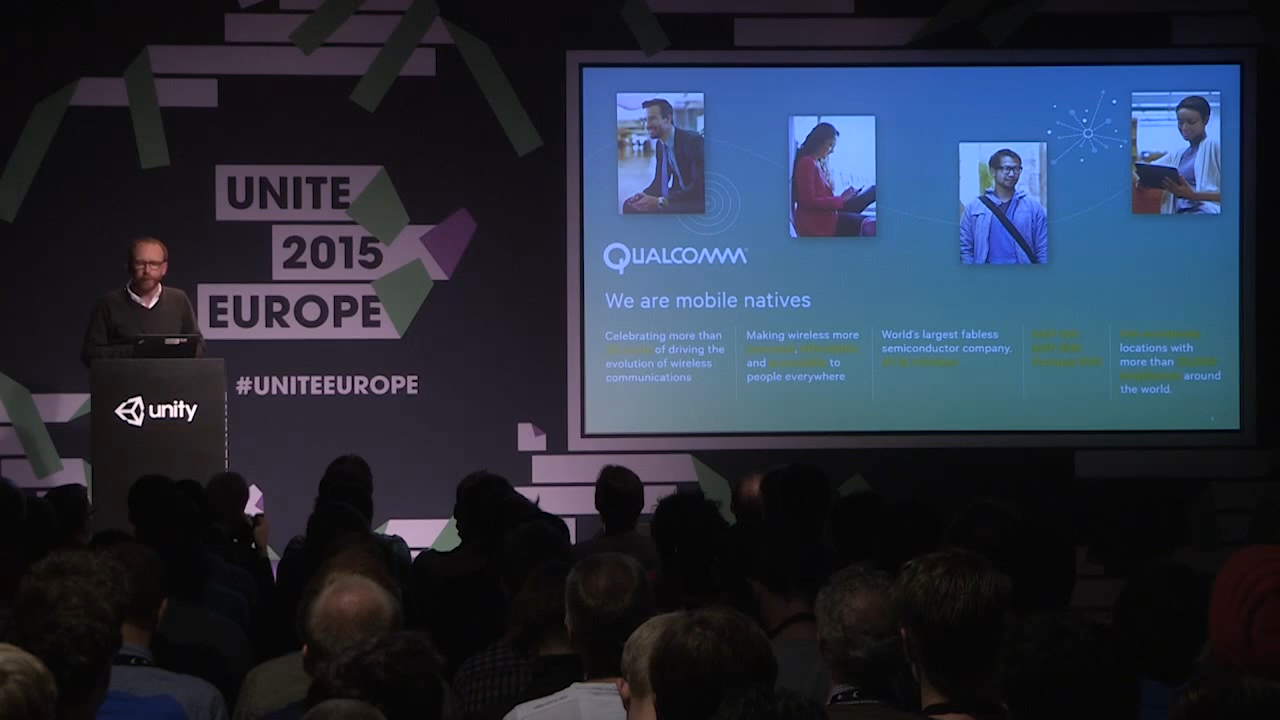 UNITE
2015
EUROPE
#UNITEEUROPE
unity
QUALCOMM®
We are mobile natives
Celebrating more than
of driving the
evolution of wireless
communications
Making wireless more
and to
people everywhere
World's largest fabless
semiconductor company,
locations with
more than
around
the world.